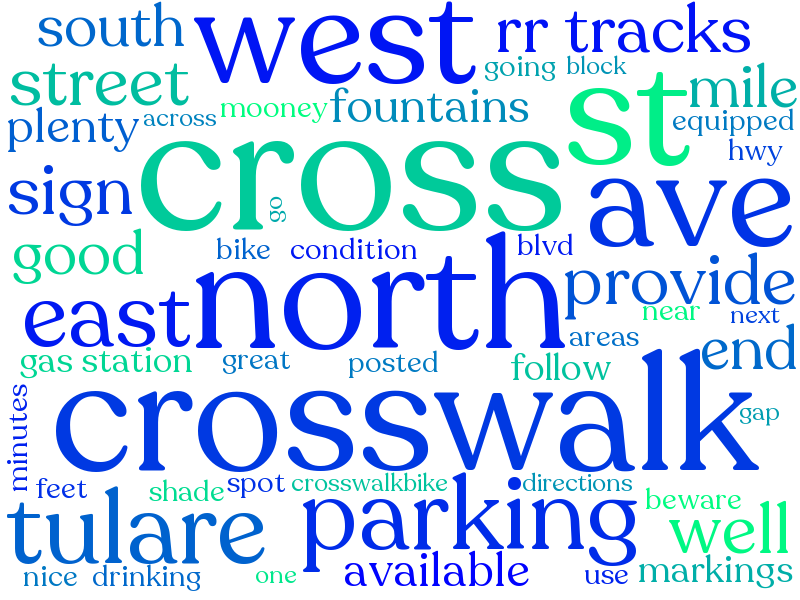 south
west
rr tracks
going
block
street
mooney
fountains
st
mile
plenty
across
equipped
hwy
cross
go
sign
ave
good
bike
condition
blvd
north
provide
east
near
next
areas
gas station
great
posted
follow
end
crosswalk
gap
minutes
feet
shade
spot
crosswalkbike
directions
tulare
parking
beware
well
nice
drinking
one
available
use
markings